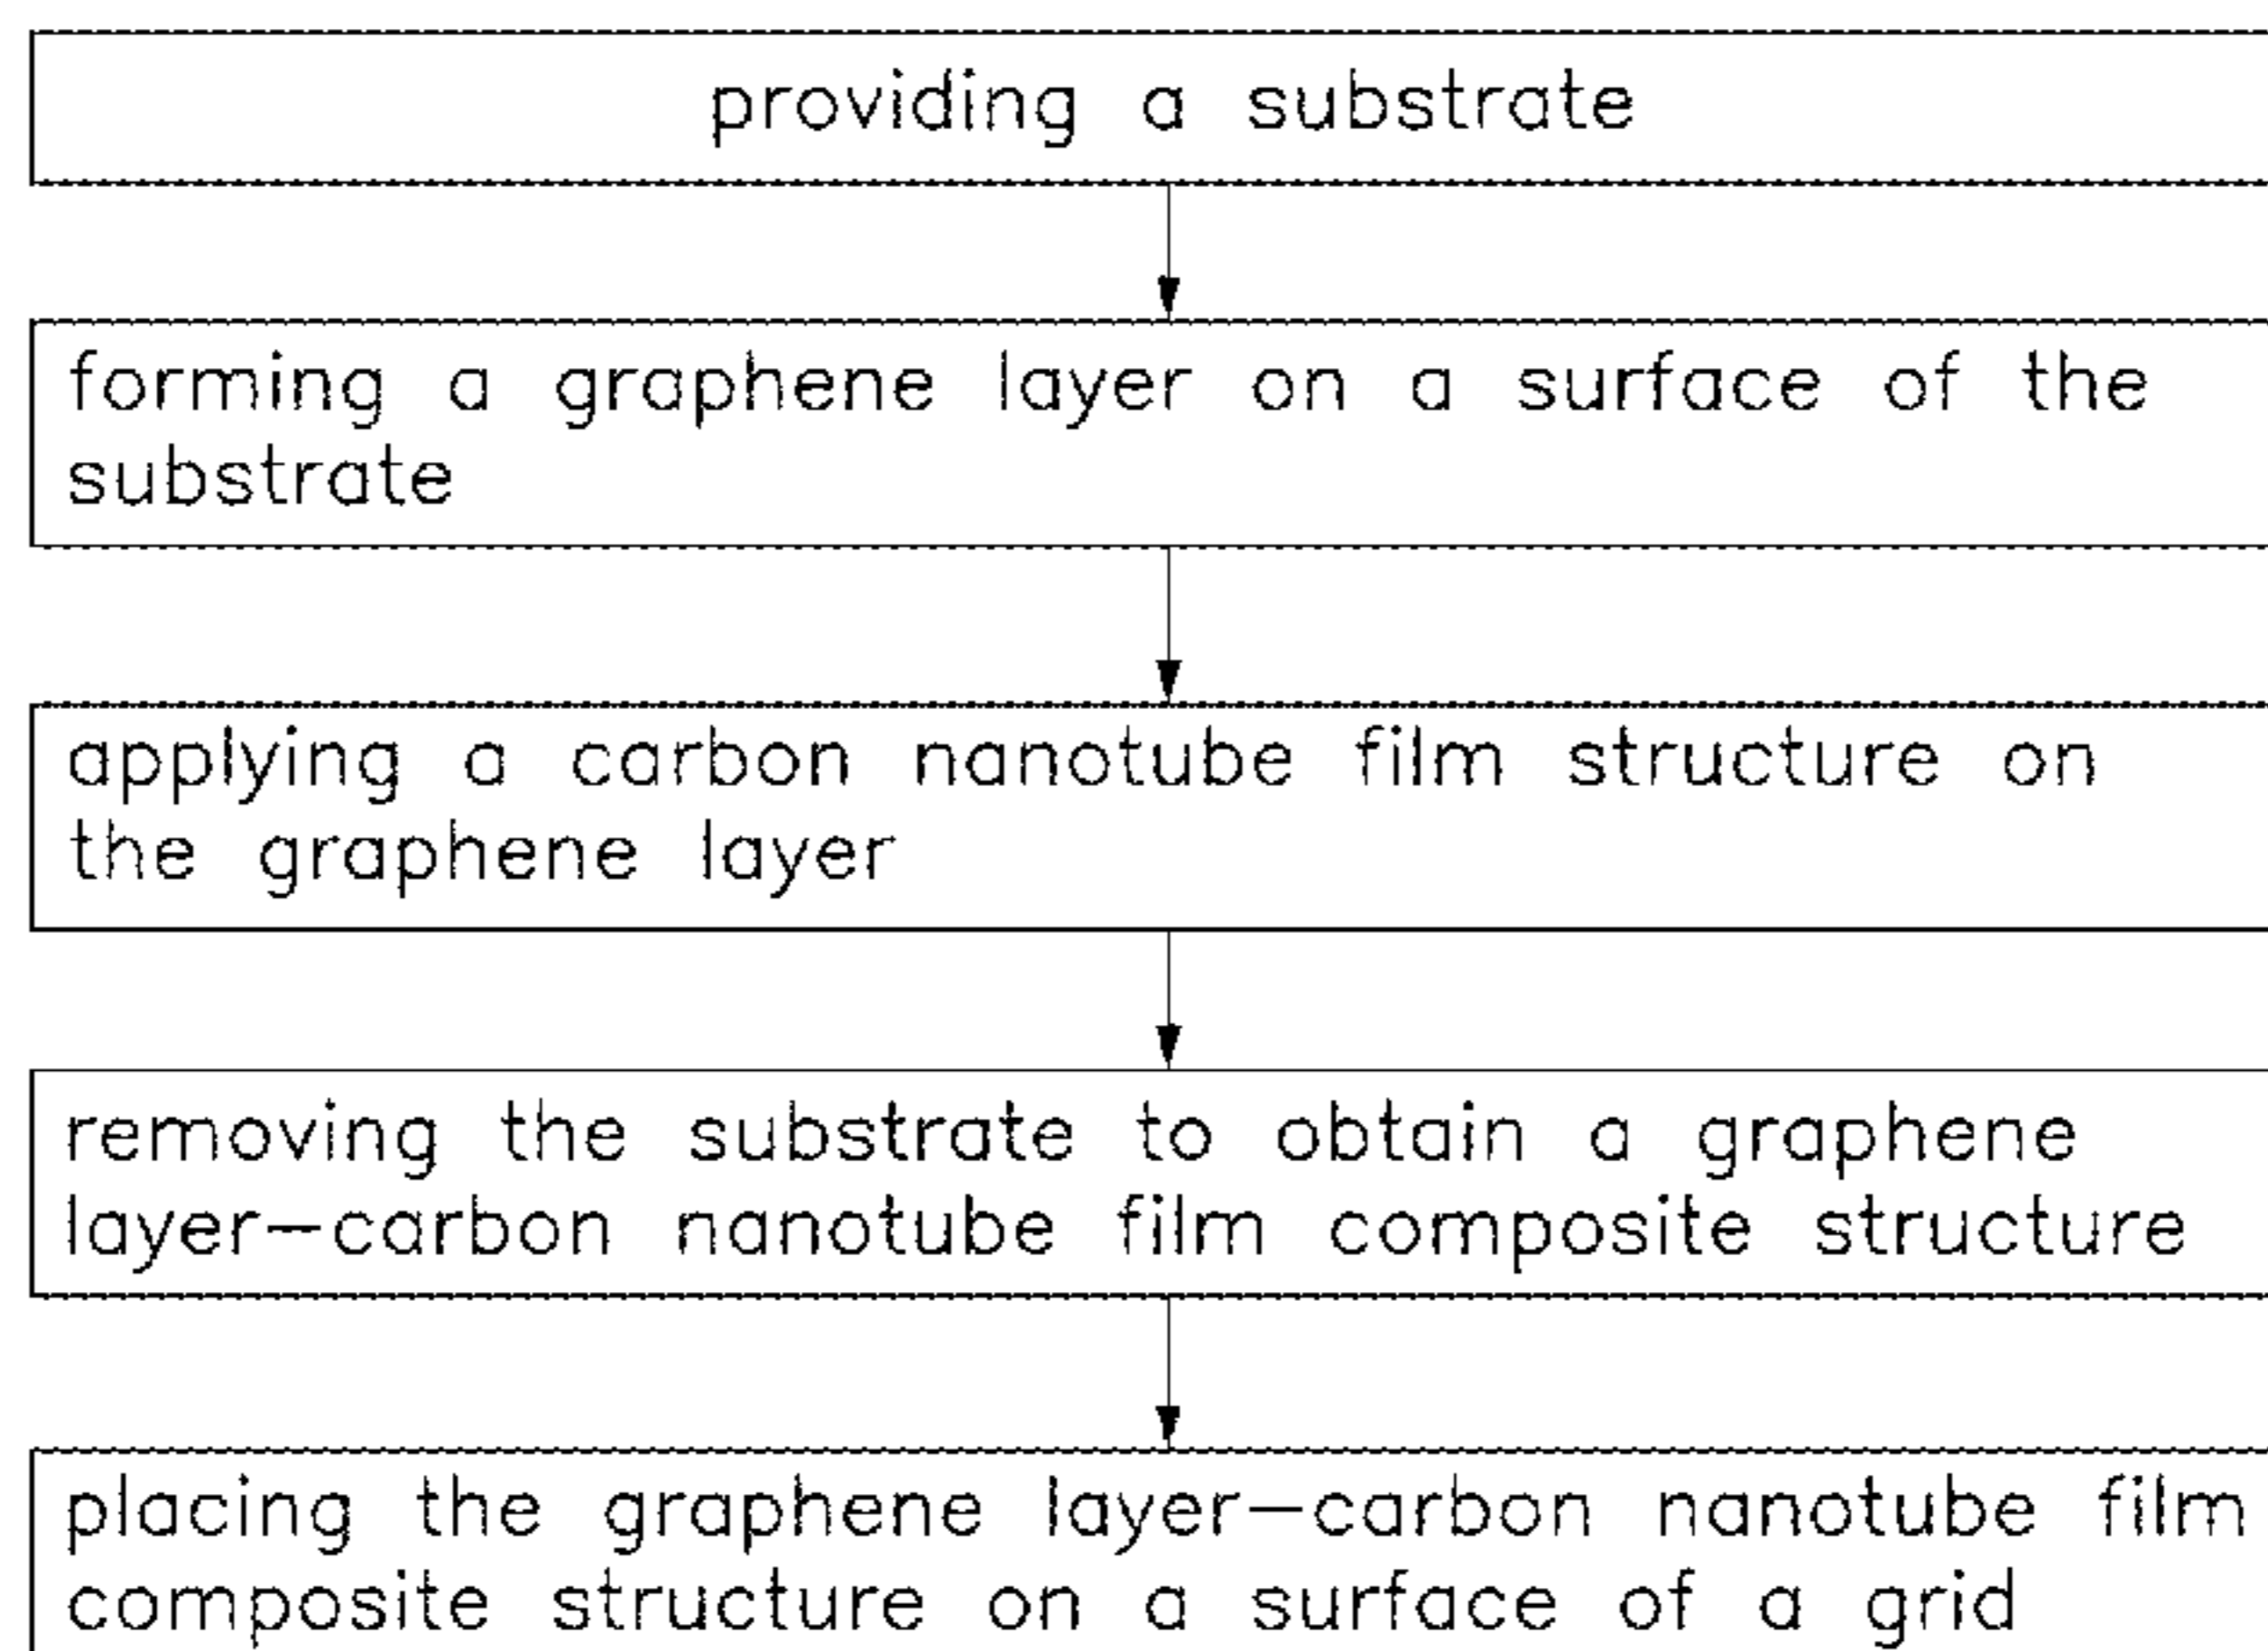 providing a substrate
forming a graphene layer on a surface of the
substrate
applying a carbon nanotube film structure on
the graphene layer
removing the substrate to obtain a graphene
layer-carbon nanotube film composite structure
placing the graphene layer-carbon nanotube film
composite structure on a surface of a grid